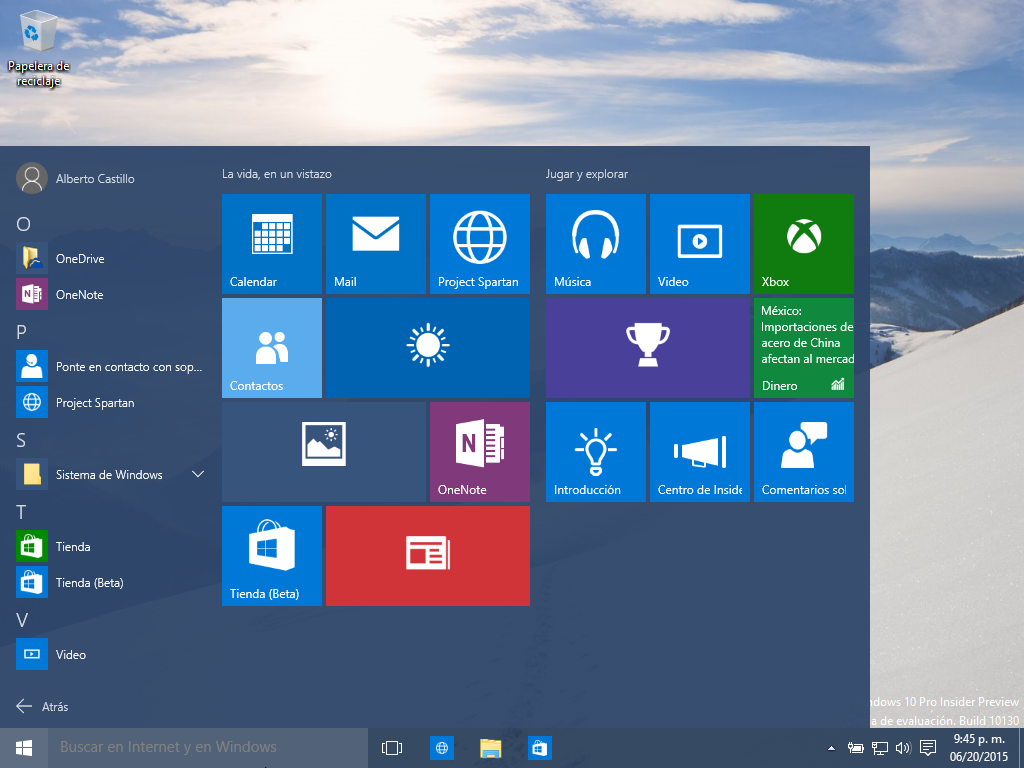 Papelera de
reciclaje
Alberto Castillo
O
OneDrive
OneNote
P
Ponte en contacto con sop...
Project Spartan
S
Sistema de Windows
T
Tienda
Tienda (Beta)
V
Video
Atrás
La vida, en un vistazo
Calendar
Mail
Project Spartan
Contactos
N
OneNote
Tienda (Beta)
Jugar y explorar
Música
Video
Xbox
México:
Importaciones de
acero de China
afectan al mercad
Dinero
Introducción
Centro de Inside
Comentarios sol
dows 10 Pro Insider Preview
a de evaluación. Build 10130
Buscar en Internet y en Windows
9:45 p. m.
06/20/2015